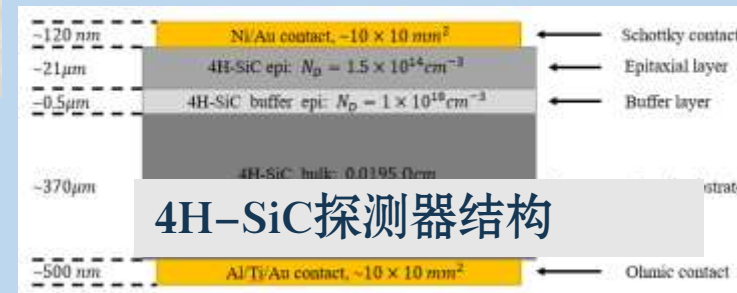 ~120 nm Ni/Au contact, ~10 × 10 mm² Schottky contact
~21μm 4H-SiC epi: N_D = 1.5 × 10¹⁴cm⁻³ Epitaxial layer
~0.5μm 4H-SiC buffer epi: N_D = 1 × 10¹⁸cm⁻³ Buffer layer
4H-SiC bulk: 0.0195 Ωcm
~370μm
4H-SiC探测器结构
~500 nm Al/Ti/Au contact, ~10 × 10 mm² Ohmic contact